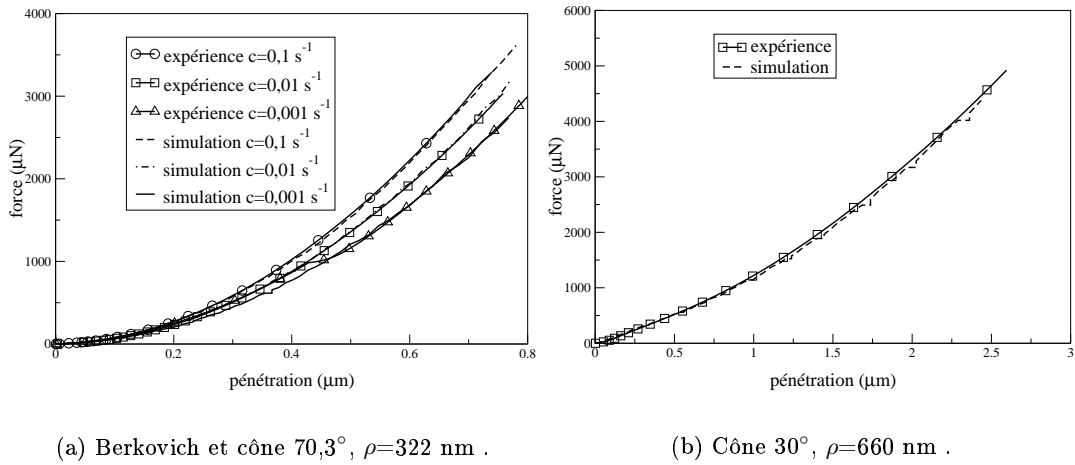 4000
3000
2000
1000
0
force (μN)
expérience c=0,1 s-1
expérience c=0,01 s-1
expérience c=0,001 s-1
simulation c=0,1 s-1
simulation c=0,01 s-1
simulation c=0,001 s-1
0 0.2 0.4 0.6 0.8
pénétration (μm)
(a) Berkovich et cône 70,3°, ρ=322 nm .
6000
5000
4000
3000
2000
1000
0
force (μN)
expérience
simulation
0 0.5 1 1.5 2 2.5 3
pénétration (μm)
(b) Cône 30°, ρ=660 nm .